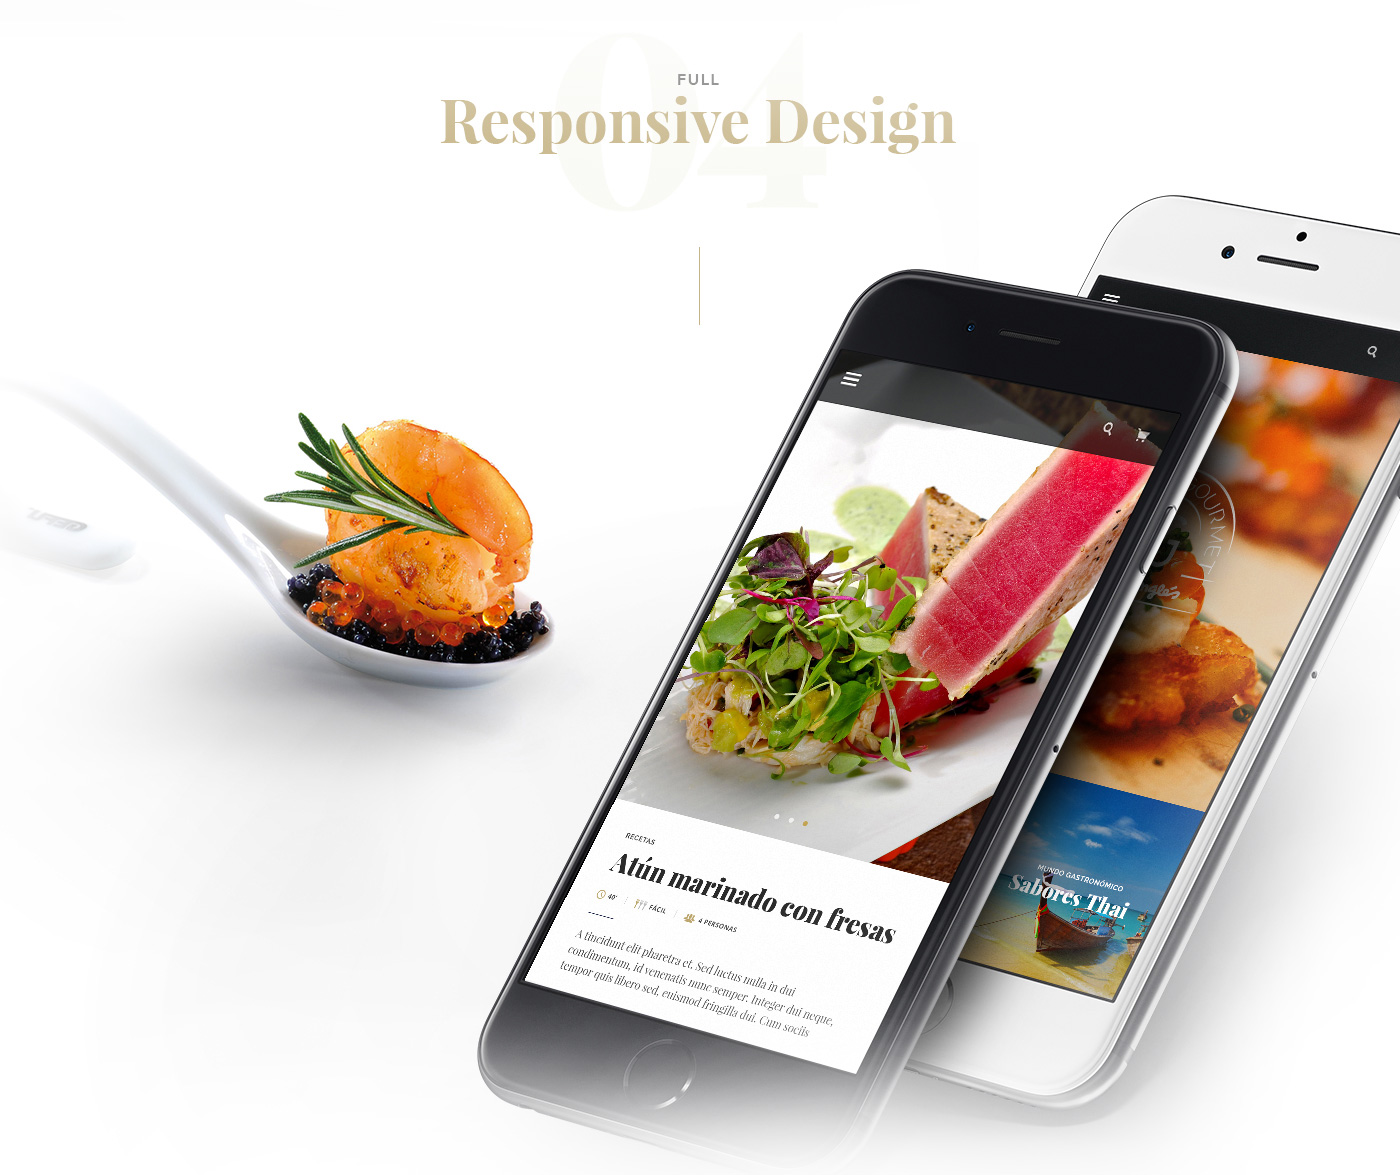 04
FULL
Responsive Design
RECETAS
Atún marinado con fresas
40'
FÁCIL
4 PERSONAS
A tincidunt elit pharetra et. Sed luctus nulla in dui
condimentum, id venenatis nunc semper. Integer dui neque,
tempor quis libero sed, euismod fringilla dui. Cum sociis
OURMET
MUNDO GASTRONÓMICO
Sabores Thai